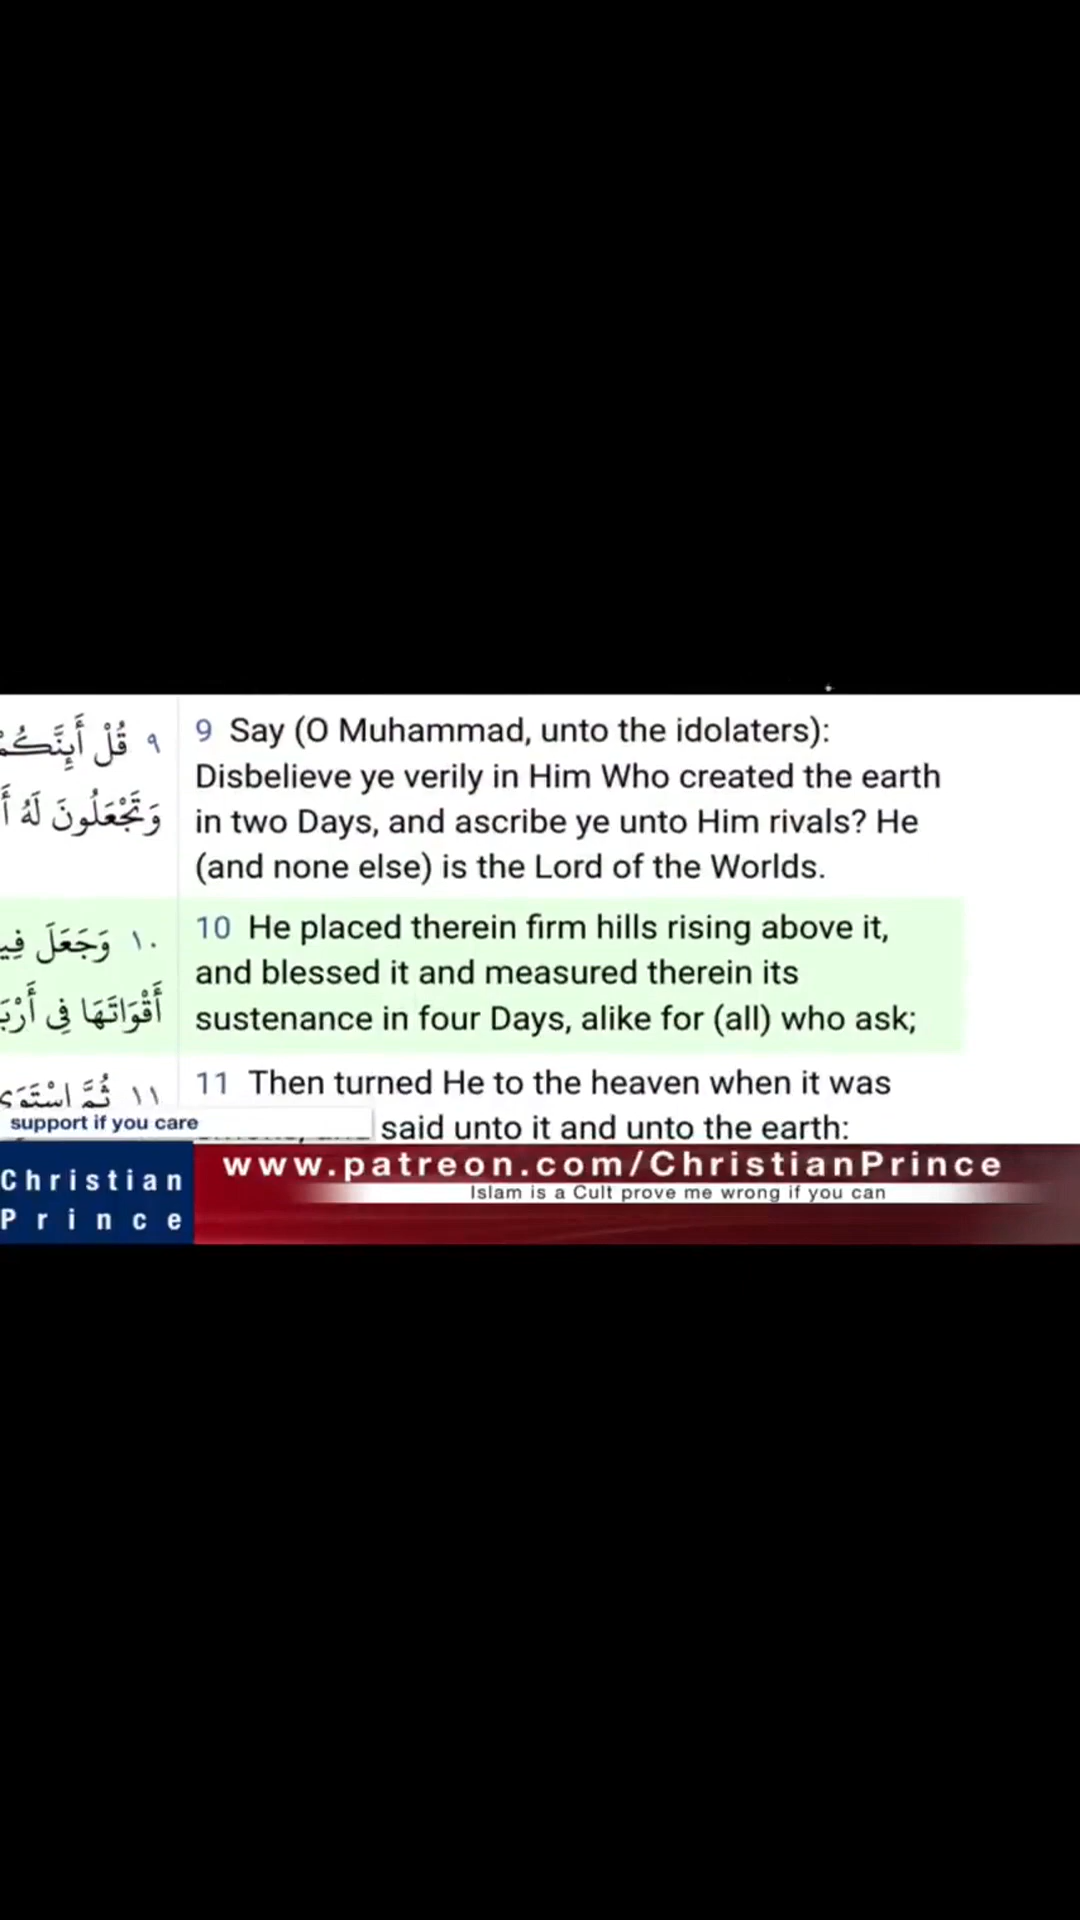 ٩ قُلْ أَئِنَّكُمْ
وَتَجْعَلُونَ لَهُ
9 Say (O Muhammad, unto the idolaters):
Disbelieve ye verily in Him Who created the earth
in two Days, and ascribe ye unto Him rivals? He
(and none else) is the Lord of the Worlds.
١٠ وَجَعَلَ
أَقْوَاتَهَا فِى
10 He placed therein firm hills rising above it,
and blessed it and measured therein its
sustenance in four Days, alike for (all) who ask;
١١ ثُمَّ اسْتَوَى
11 Then turned He to the heaven when it was
said unto it and unto the earth:
support if you care
Christian
Prince
www.patreon.com/ChristianPrince
Islam is a Cult prove me wrong if you can